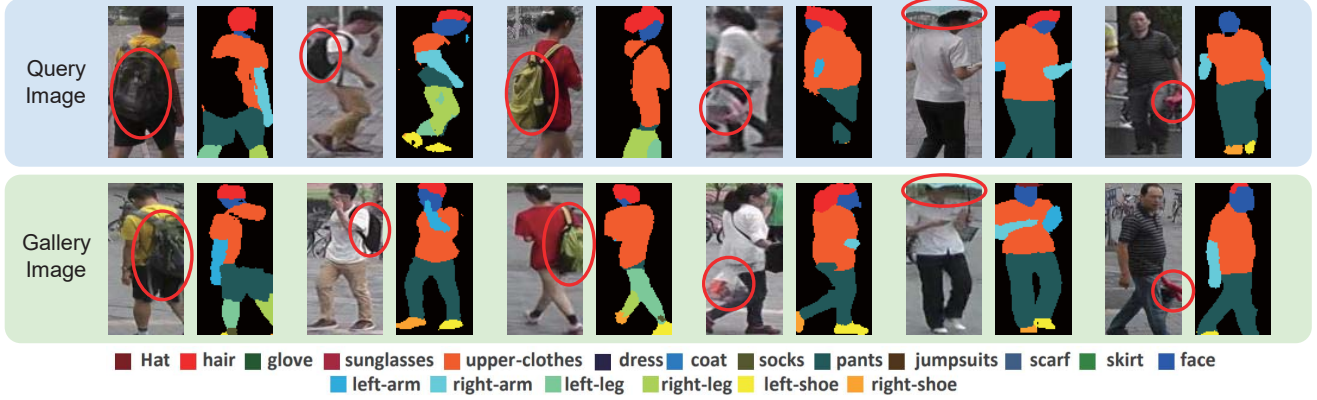 Query
Image
Gallery
Image
Hat hair glove sunglasses upper-clothes dress coat socks pants jumpsuits scarf skirt face
left-arm right-arm left-leg right-leg left-shoe right-shoe